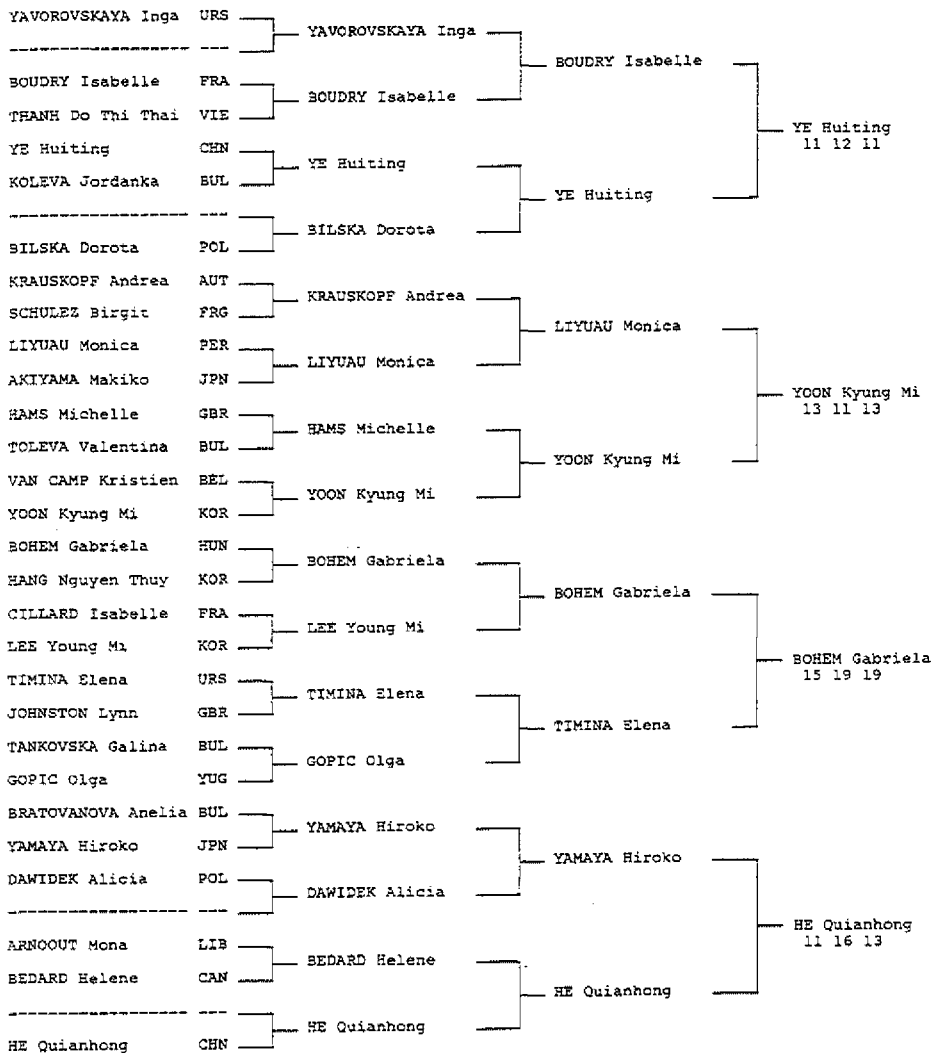 YAVOROVSKAYA Inga URS
YAVOROVSKAYA Inga
------------------- ---
BOUDRY Isabelle
BOUDRY Isabelle FRA
BOUDRY Isabelle
THANH Do Thi Thai VIE
YE Huiting
11 12 11
YE Huiting CHN
YE Huiting
KOLEVA Jordanka BUL
YE Huiting
------------------- ---
BILSKA Dorota
BILSKA Dorota POL
KRAUSKOPF Andrea AUT
KRAUSKOPF Andrea
SCHULEZ Birgit FRG
LIYUAU Monica
LIYUAU Monica PER
LIYUAU Monica
AKIYAMA Makiko JPN
YOON Kyung Mi
13 11 13
HAMS Michelle GBR
HAMS Michelle
TOLEVA Valentina BUL
YOON Kyung Mi
VAN CAMP Kristien BEL
YOON Kyung Mi
YOON Kyung Mi KOR
BOHEM Gabriela HUN
BOHEM Gabriela
HANG Nguyen Thuy KOR
BOHEM Gabriela
CILLARD Isabelle FRA
LEE Young Mi
LEE Young Mi KOR
BOHEM Gabriela
15 19 19
TIMINA Elena URS
TIMINA Elena
JOHNSTON Lynn GBR
TIMINA Elena
TANKOVSKA Galina BUL
GOPIC Olga
GOPIC Olga YUG
BRATOVANOVA Anelia BUL
YAMAYA Hiroko
YAMAYA Hiroko JPN
YAMAYA Hiroko
DAWIDEK Alicia POL
DAWIDEK Alicia
------------------- ---
HE Quianhong
11 16 13
ARNOOUT Mona LIB
BEDARD Helene
BEDARD Helene CAN
HE Quianhong
------------------- ---
HE Quianhong
HE Quianhong CHN